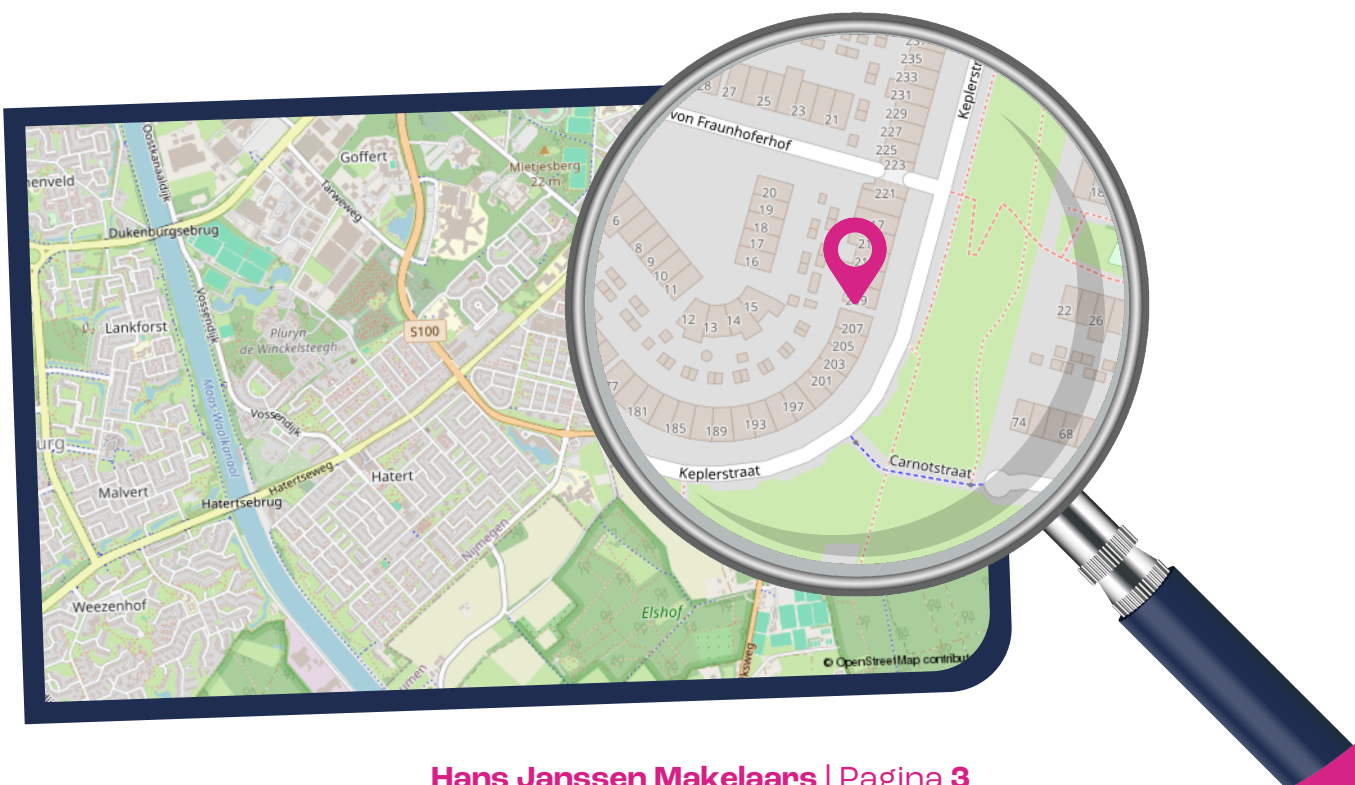 Oostkanaaldijk
Goffert
Mietjesberg
22 m
Tarweweg
Dukenburgsebrug
Vossendijk
Lankforst
Pluryn
de Winckelsteegh
S100
Maas-Waalkanaal
Vossendijk
Hatertseweg
Hatert
Malvert
Hatertsebrug
Nijmegen
Weezenhof
Elshof
© OpenStreetMap
235
233
231
229
227
225
223
221
28
27
25
23
21
von Fraunhoferhof
20
19
18
17
16
6
8
9
10
11
12
13
14
15
207
205
203
201
197
193
189
185
181
Keplerstraat
Carnotstraat
22
26
74
68
18
Hans Janssen Makelaars | Pagina 3